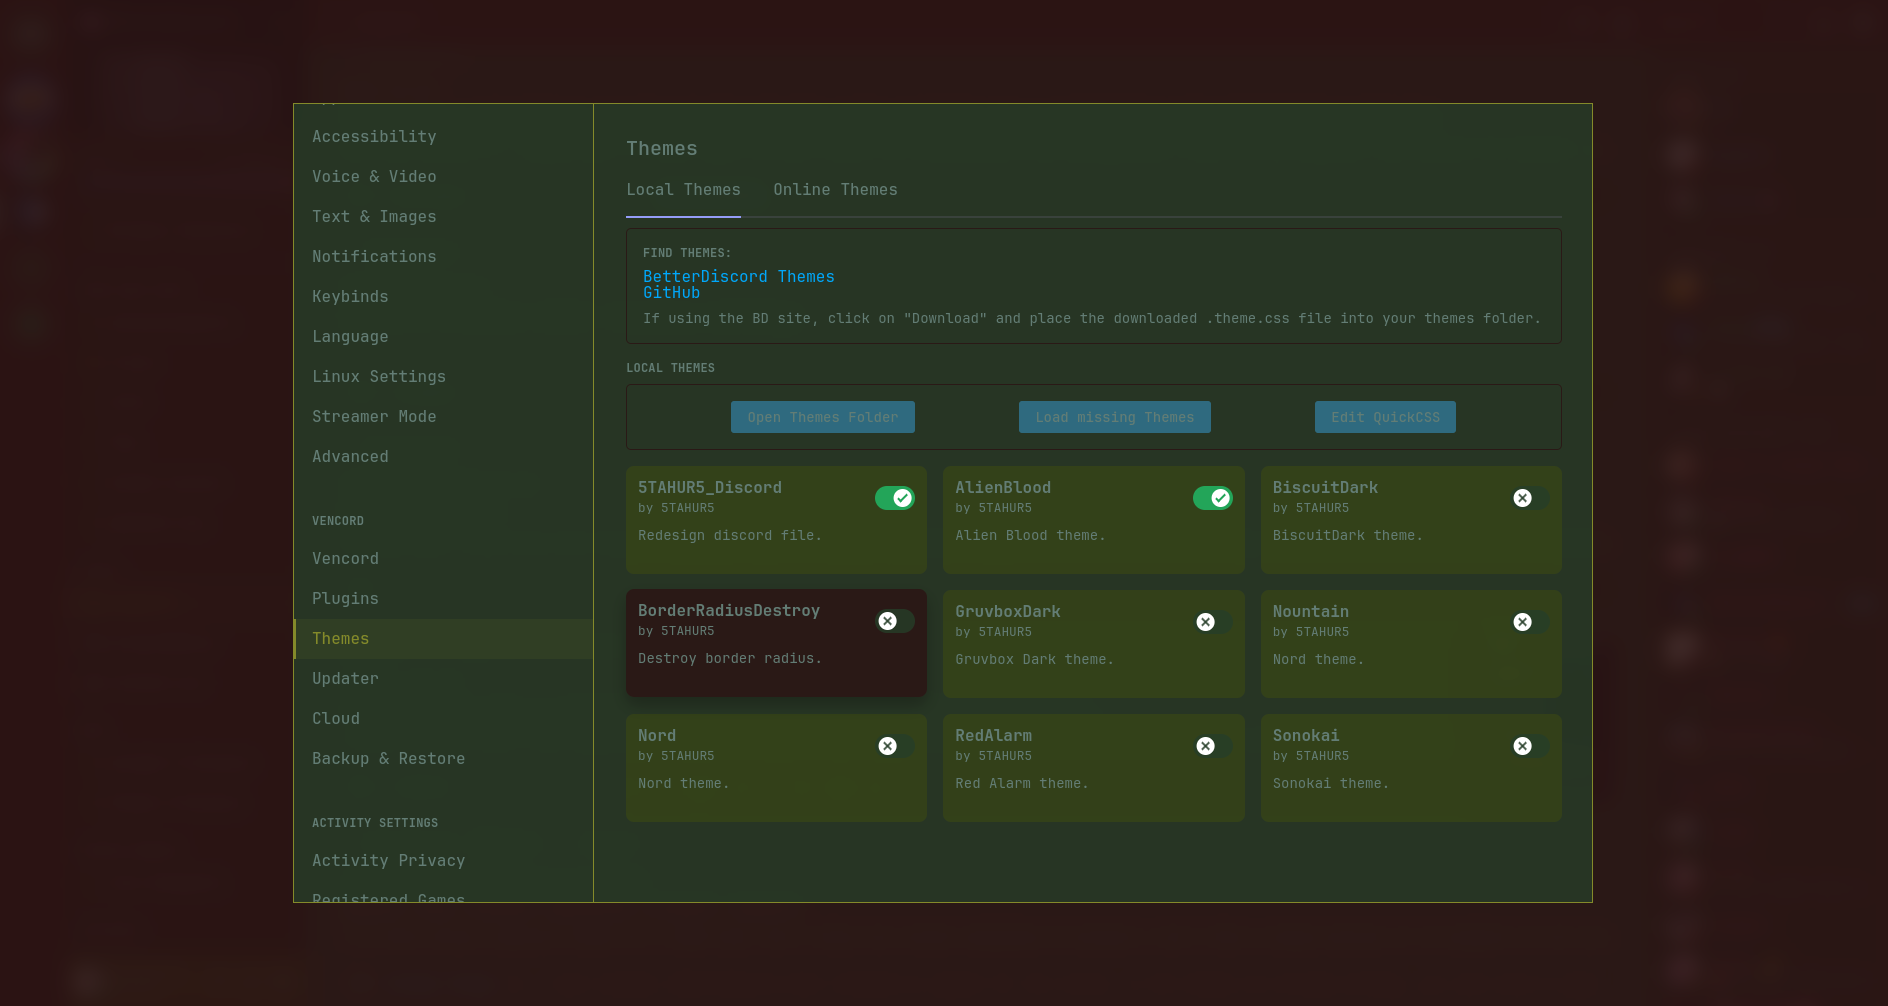 Accessibility
Voice & Video
Text & Images
Notifications
Keybinds
Language
Linux Settings
Streamer Mode
Advanced
VENCORD
Vencord
Plugins
Themes
Updater
Cloud
Backup & Restore
ACTIVITY SETTINGS
Activity Privacy
Registered Games
Themes
Local Themes
Online Themes
FIND THEMES:
BetterDiscord Themes
GitHub
If using the BD site, click on "Download" and place the downloaded .theme.css file into your themes folder.
LOCAL THEMES
Open Themes Folder
Load missing Themes
Edit QuickCSS
5TAHUR5_Discord
by 5TAHUR5
Redesign discord file.
AlienBlood
by 5TAHUR5
Alien Blood theme.
BiscuitDark
by 5TAHUR5
BiscuitDark theme.
BorderRadiusDestroy
by 5TAHUR5
Destroy border radius.
GruvboxDark
by 5TAHUR5
Gruvbox Dark theme.
Nountain
by 5TAHUR5
Nord theme.
Nord
by 5TAHUR5
Nord theme.
RedAlarm
by 5TAHUR5
Red Alarm theme.
Sonokai
by 5TAHUR5
Sonokai theme.